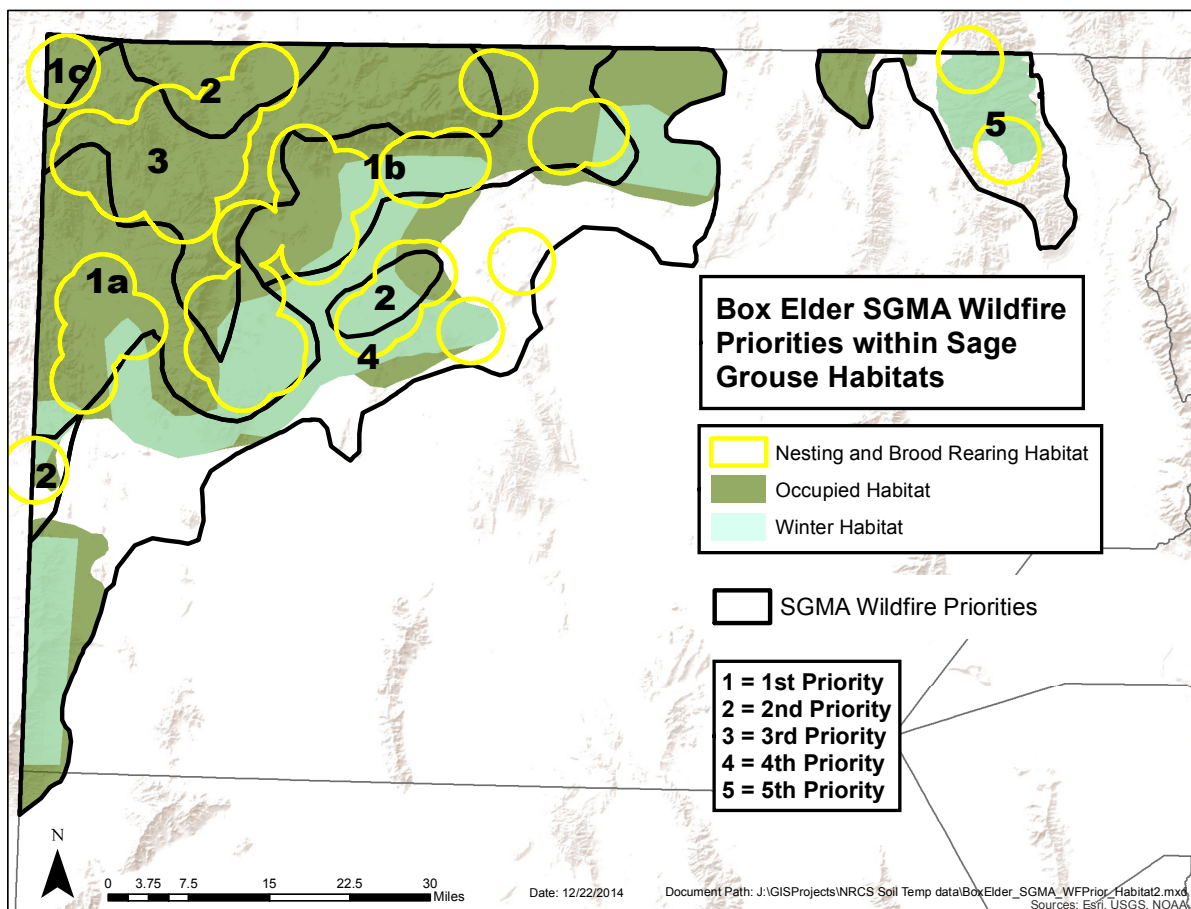 1c
2
3
1b
1a
2
4
2
5
Box Elder SGMA Wildfire
Priorities within Sage
Grouse Habitats
Nesting and Brood Rearing Habitat
Occupied Habitat
Winter Habitat
SGMA Wildfire Priorities
1 = 1st Priority
2 = 2nd Priority
3 = 3rd Priority
4 = 4th Priority
5 = 5th Priority
N
0 3.75 7.5 15 22.5 30
Miles
Date: 12/22/2014
Document Path: J:\GISProjects\NRCS Soil Temp data\BoxElder_SGMA_WFPrior_Habitat2.mxd
Sources: Esri, USGS, NOAA